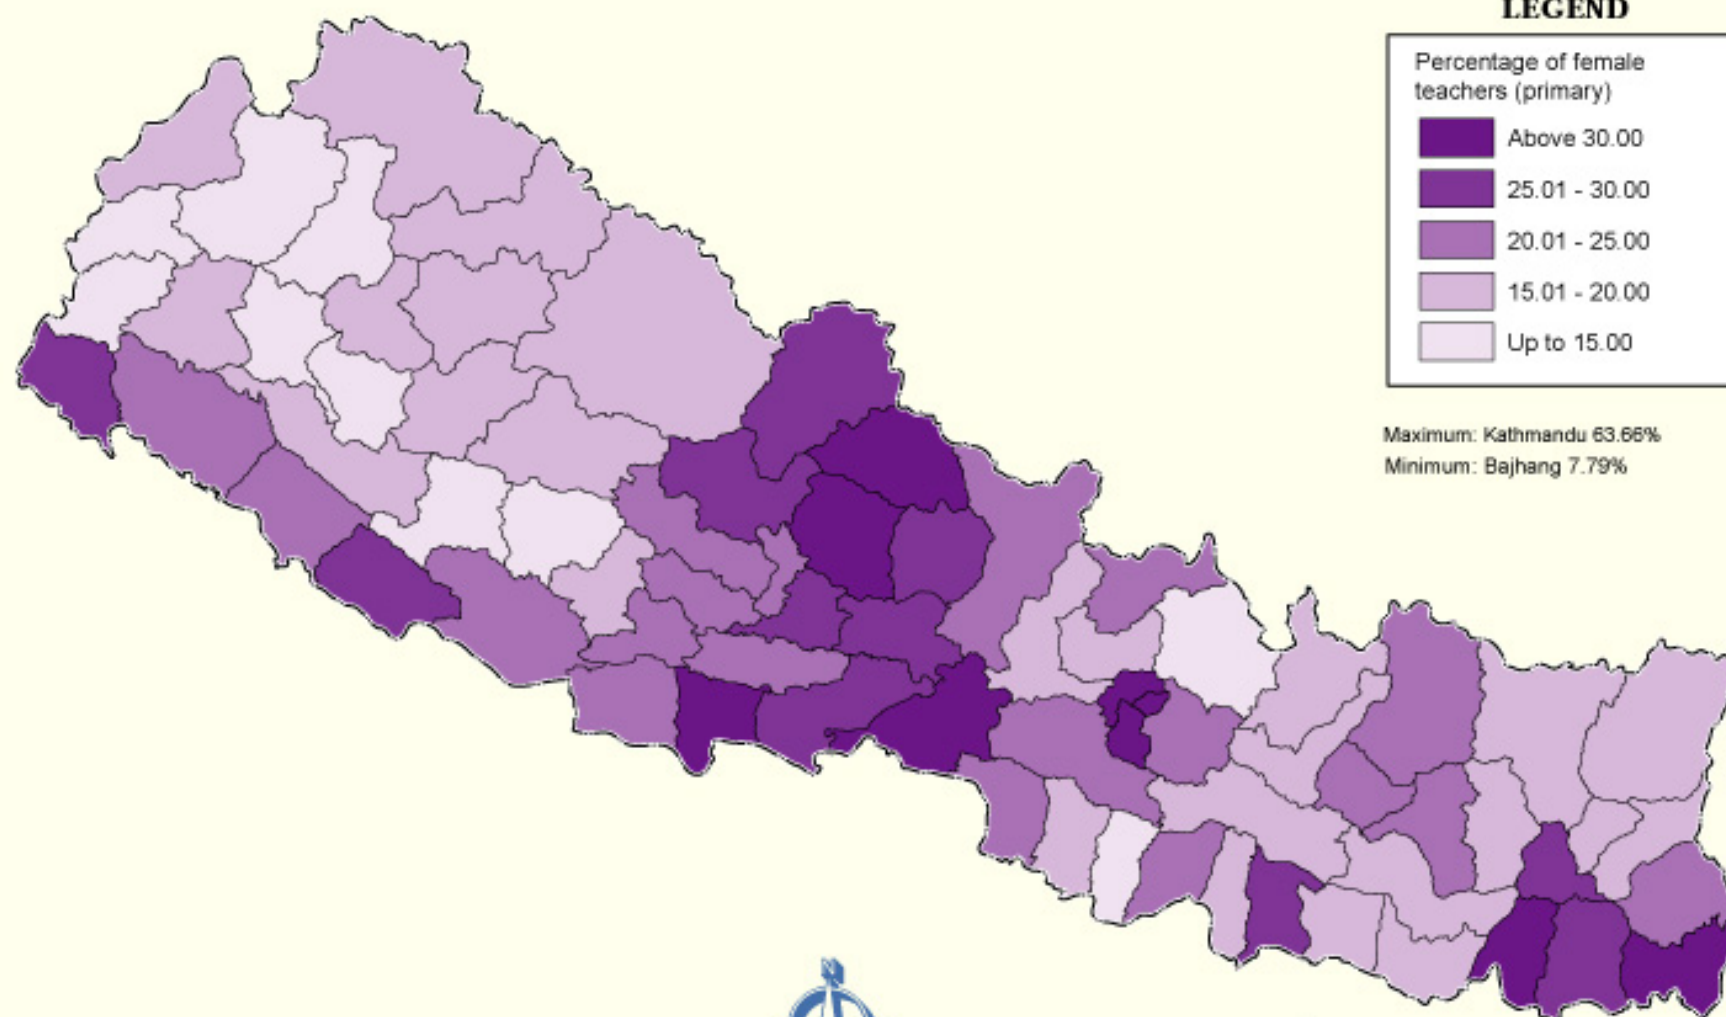 LEGEND
Percentage of female
teachers (primary)
Above 30.00
25.01 - 30.00
20.01 - 25.00
15.01 - 20.00
Up to 15.00
Maximum: Kathmandu 63.66%
Minimum: Bajhang 7.79%
N